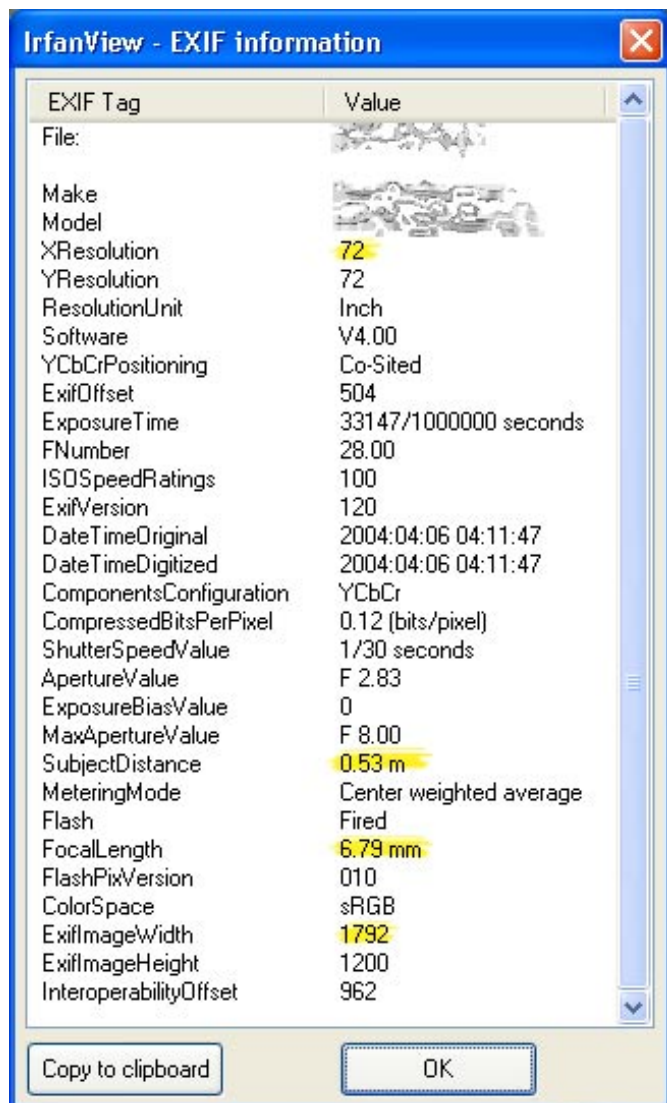 IrfanView - EXIF information
EXIF Tag Value
File:
Make
Model
XResolution 72
YResolution 72
ResolutionUnit Inch
Software V4.00
YCbCrPositioning Co-Sited
ExifOffset 504
ExposureTime 33147/1000000 seconds
FNumber 28.00
ISOSpeedRatings 100
ExifVersion 120
DateTimeOriginal 2004:04:06 04:11:47
DateTimeDigitized 2004:04:06 04:11:47
ComponentsConfiguration YCbCr
CompressedBitsPerPixel 0.12 (bits/pixel)
ShutterSpeedValue 1/30 seconds
ApertureValue F 2.83
ExposureBiasValue 0
MaxApertureValue F 8.00
SubjectDistance 0.53 m
MeteringMode Center weighted average
Flash Fired
FocalLength 6.79 mm
FlashPixVersion 010
ColorSpace sRGB
ExifImageWidth 1792
ExifImageHeight 1200
InteroperabilityOffset 962
Copy to clipboard OK